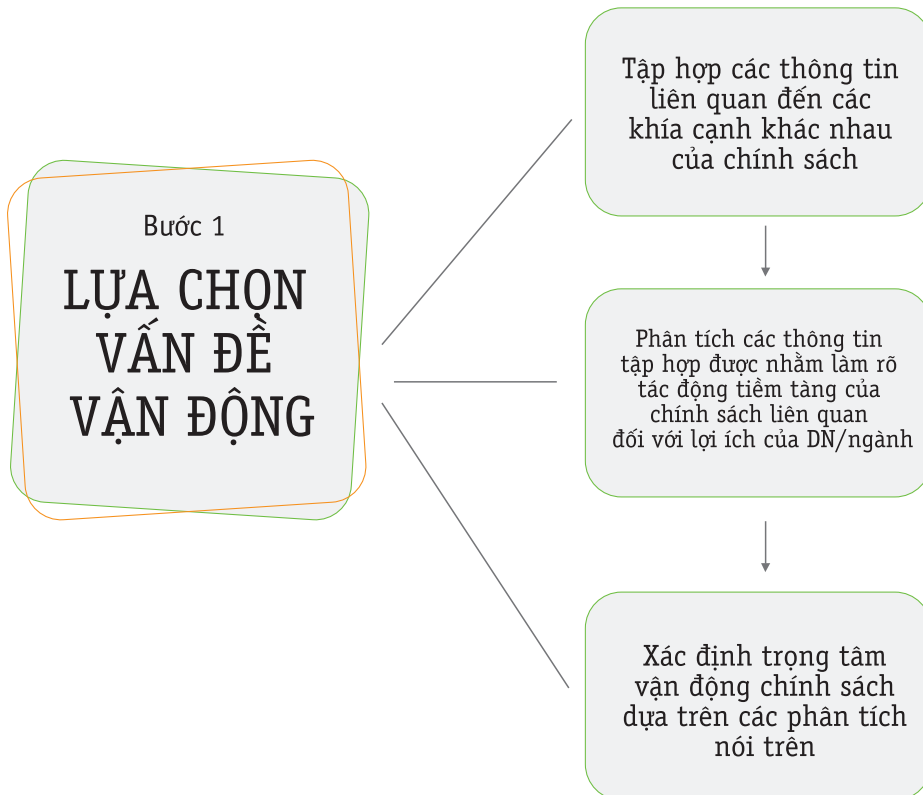 Bước 1
LỰA CHỌN
VẤN ĐỀ
VẬN ĐỘNG
Tập hợp các thông tin
liên quan đến các
khía cạnh khác nhau
của chính sách
Phân tích các thông tin
tập hợp được nhằm làm rõ
tác động tiềm tàng của
chính sách liên quan
đối với lợi ích của DN/ngành
Xác định trọng tâm
vận động chính sách
dựa trên các phân tích
nói trên